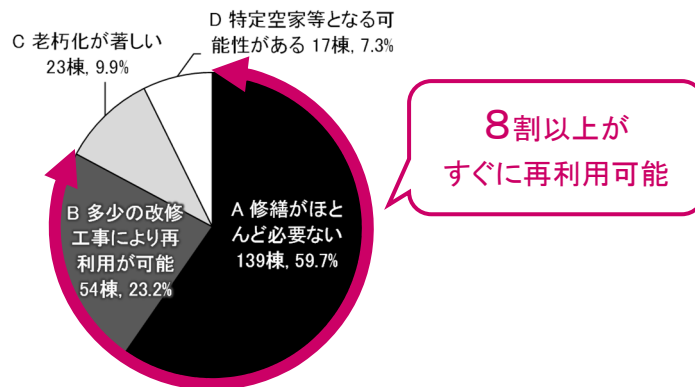 D 特定空家等となる可
能性がある 17棟, 7.3%
C 老朽化が著しい
23棟, 9.9%
8割以上が
すぐに再利用可能
A 修繕がほと
んど必要ない
139棟, 59.7%
B 多少の改修
工事により再
利用が可能
54棟, 23.2%